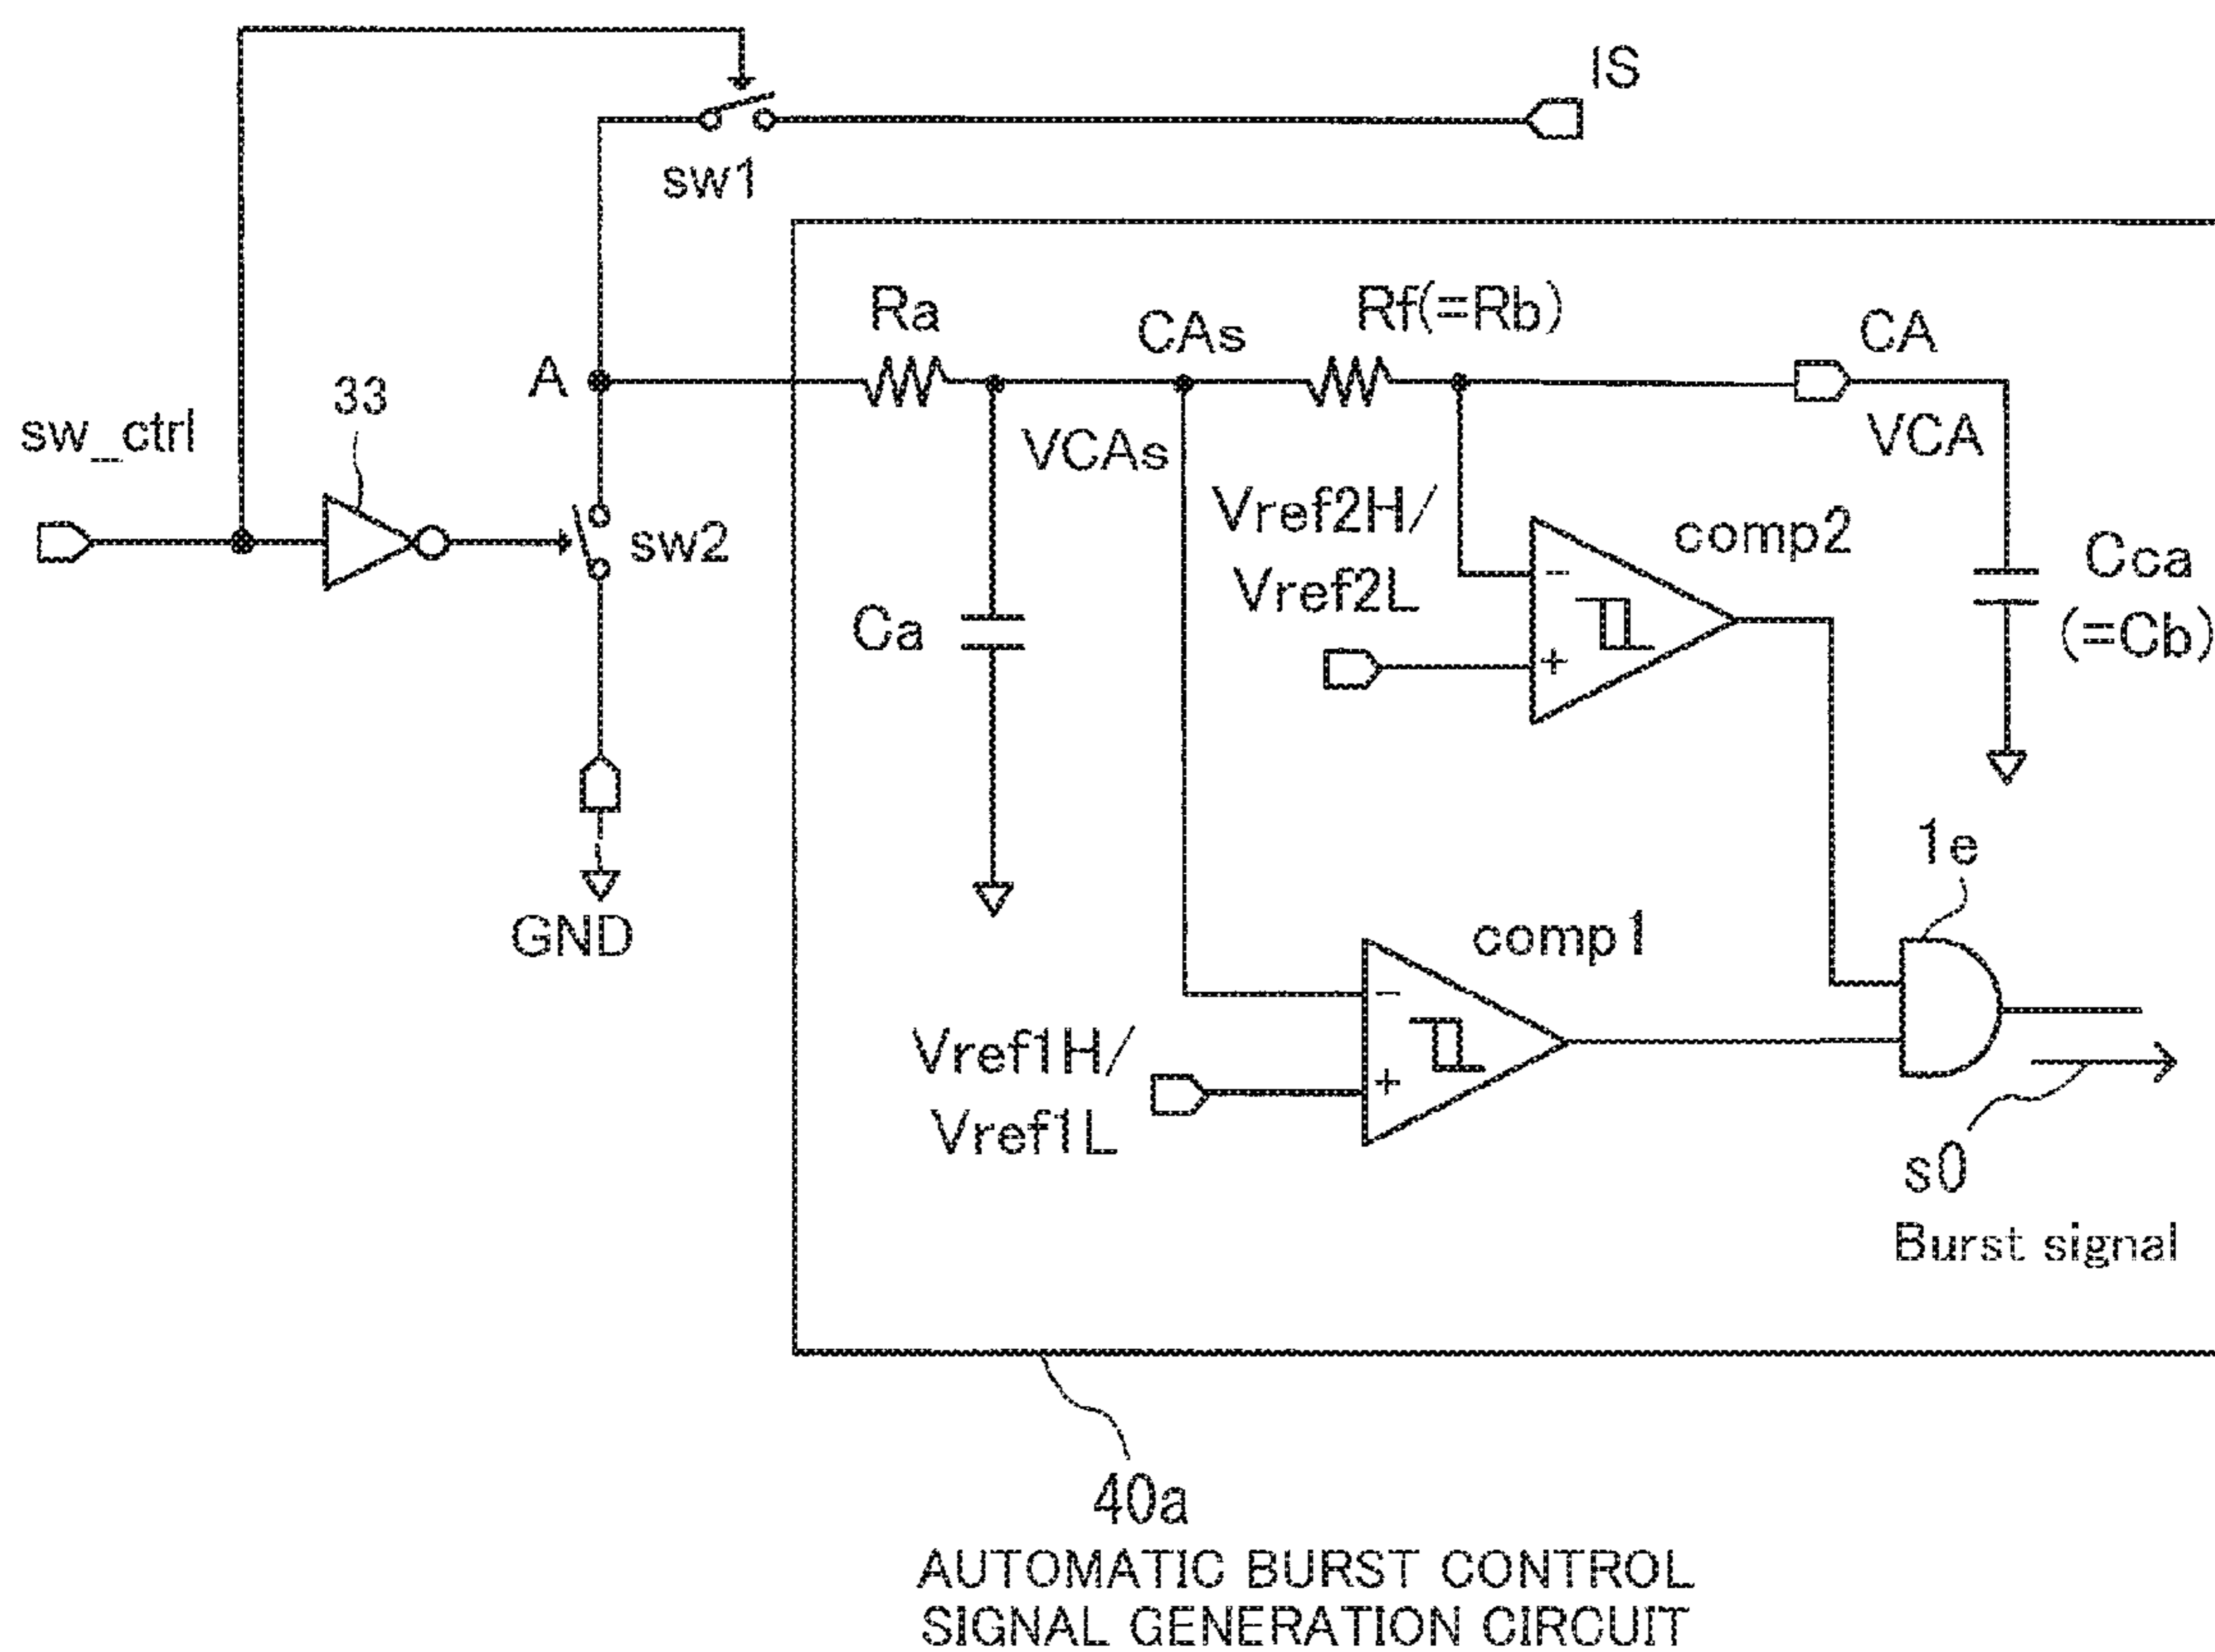 IS
sw1
Ra
CAs
Rf(=Rb)
CA
A
33
sw_ctrl
VCAs
VCA
Vref2H/
Vref2L
comp2
sw2
Cca
(=Cb)
Ca
-
+
1e
GND
comp1
-
+
Vref1H/
Vref1L
s0
Burst signal
40a
AUTOMATIC BURST CONTROL
SIGNAL GENERATION CIRCUIT